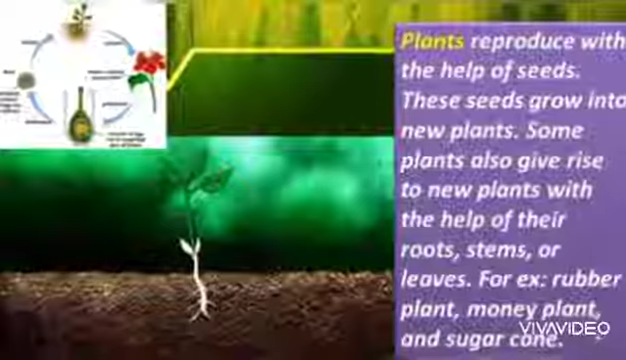 Plants reproduce with
the help of seeds.
These seeds grow into
new plants. Some
plants also give rise
to new plants with
the help of their
roots, stems, or
leaves. For ex: rubber
plant, money plant,
and sugar cane.
VIVAVIDEO